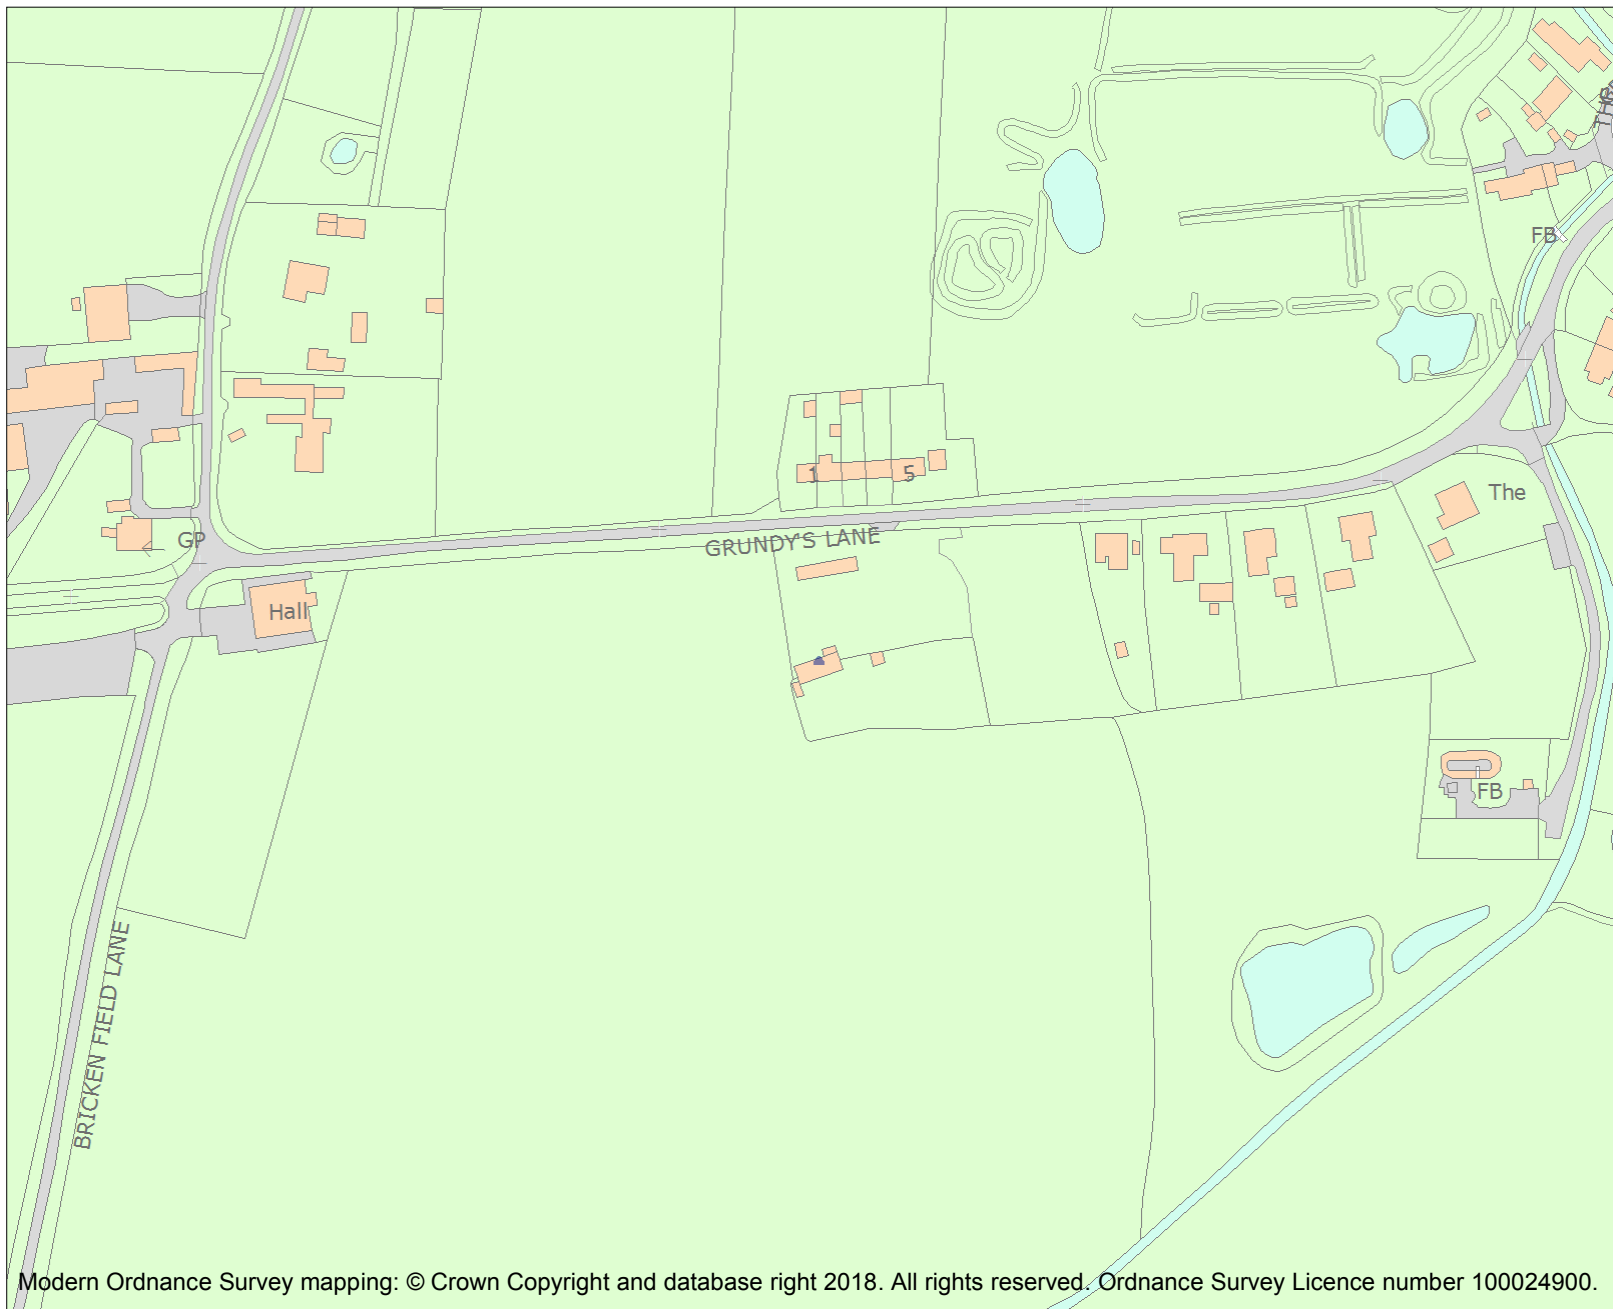 FB
1
5
The
GP
GRUNDY'S LANE
Hall
FB
BRICKEN FIELD LANE
Modern Ordnance Survey mapping: © Crown Copyright and database right 2018. All rights reserved. Ordnance Survey Licence number 100024900.